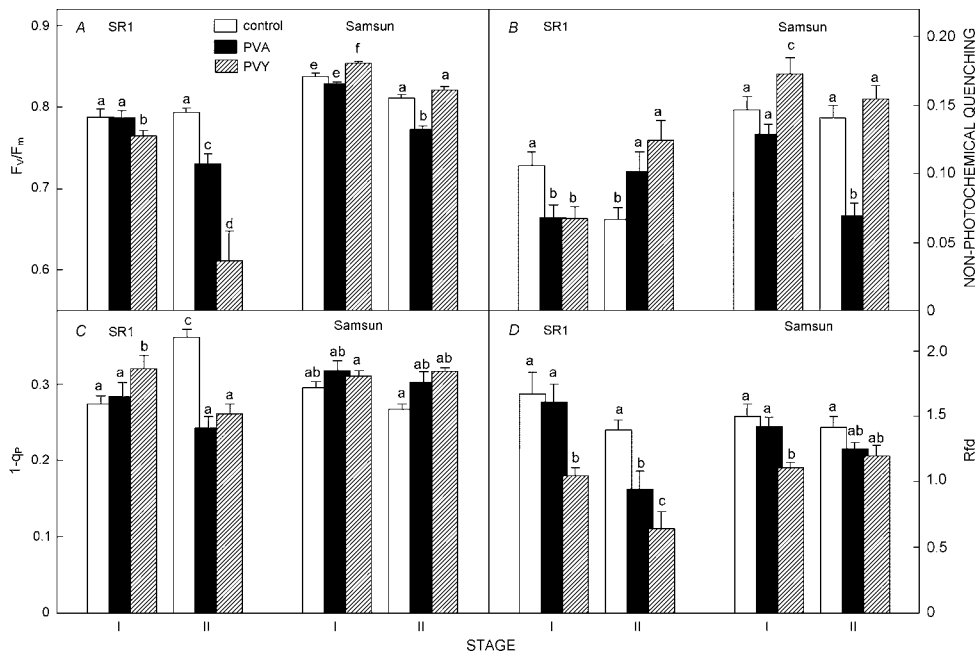 A SR1 Samsun
control
PVA
PVY
0.9
0.8
0.7
0.6
Fv/Fm
a a b
a c d
e e f
a b a
B SR1 Samsun
a b b
b a a
a a c
a b a
0.20
0.15
0.10
0.05
0
NON-PHOTOCHEMICAL QUENCHING
C SR1 Samsun
0.3
0.2
0.1
0
1-qP
a a b
c a a
ab ab a
a ab ab
D SR1 Samsun
a a b
a b c
a a b
a ab ab
2.0
1.5
1.0
0.5
0
Rfd
I II I II I II I II
STAGE